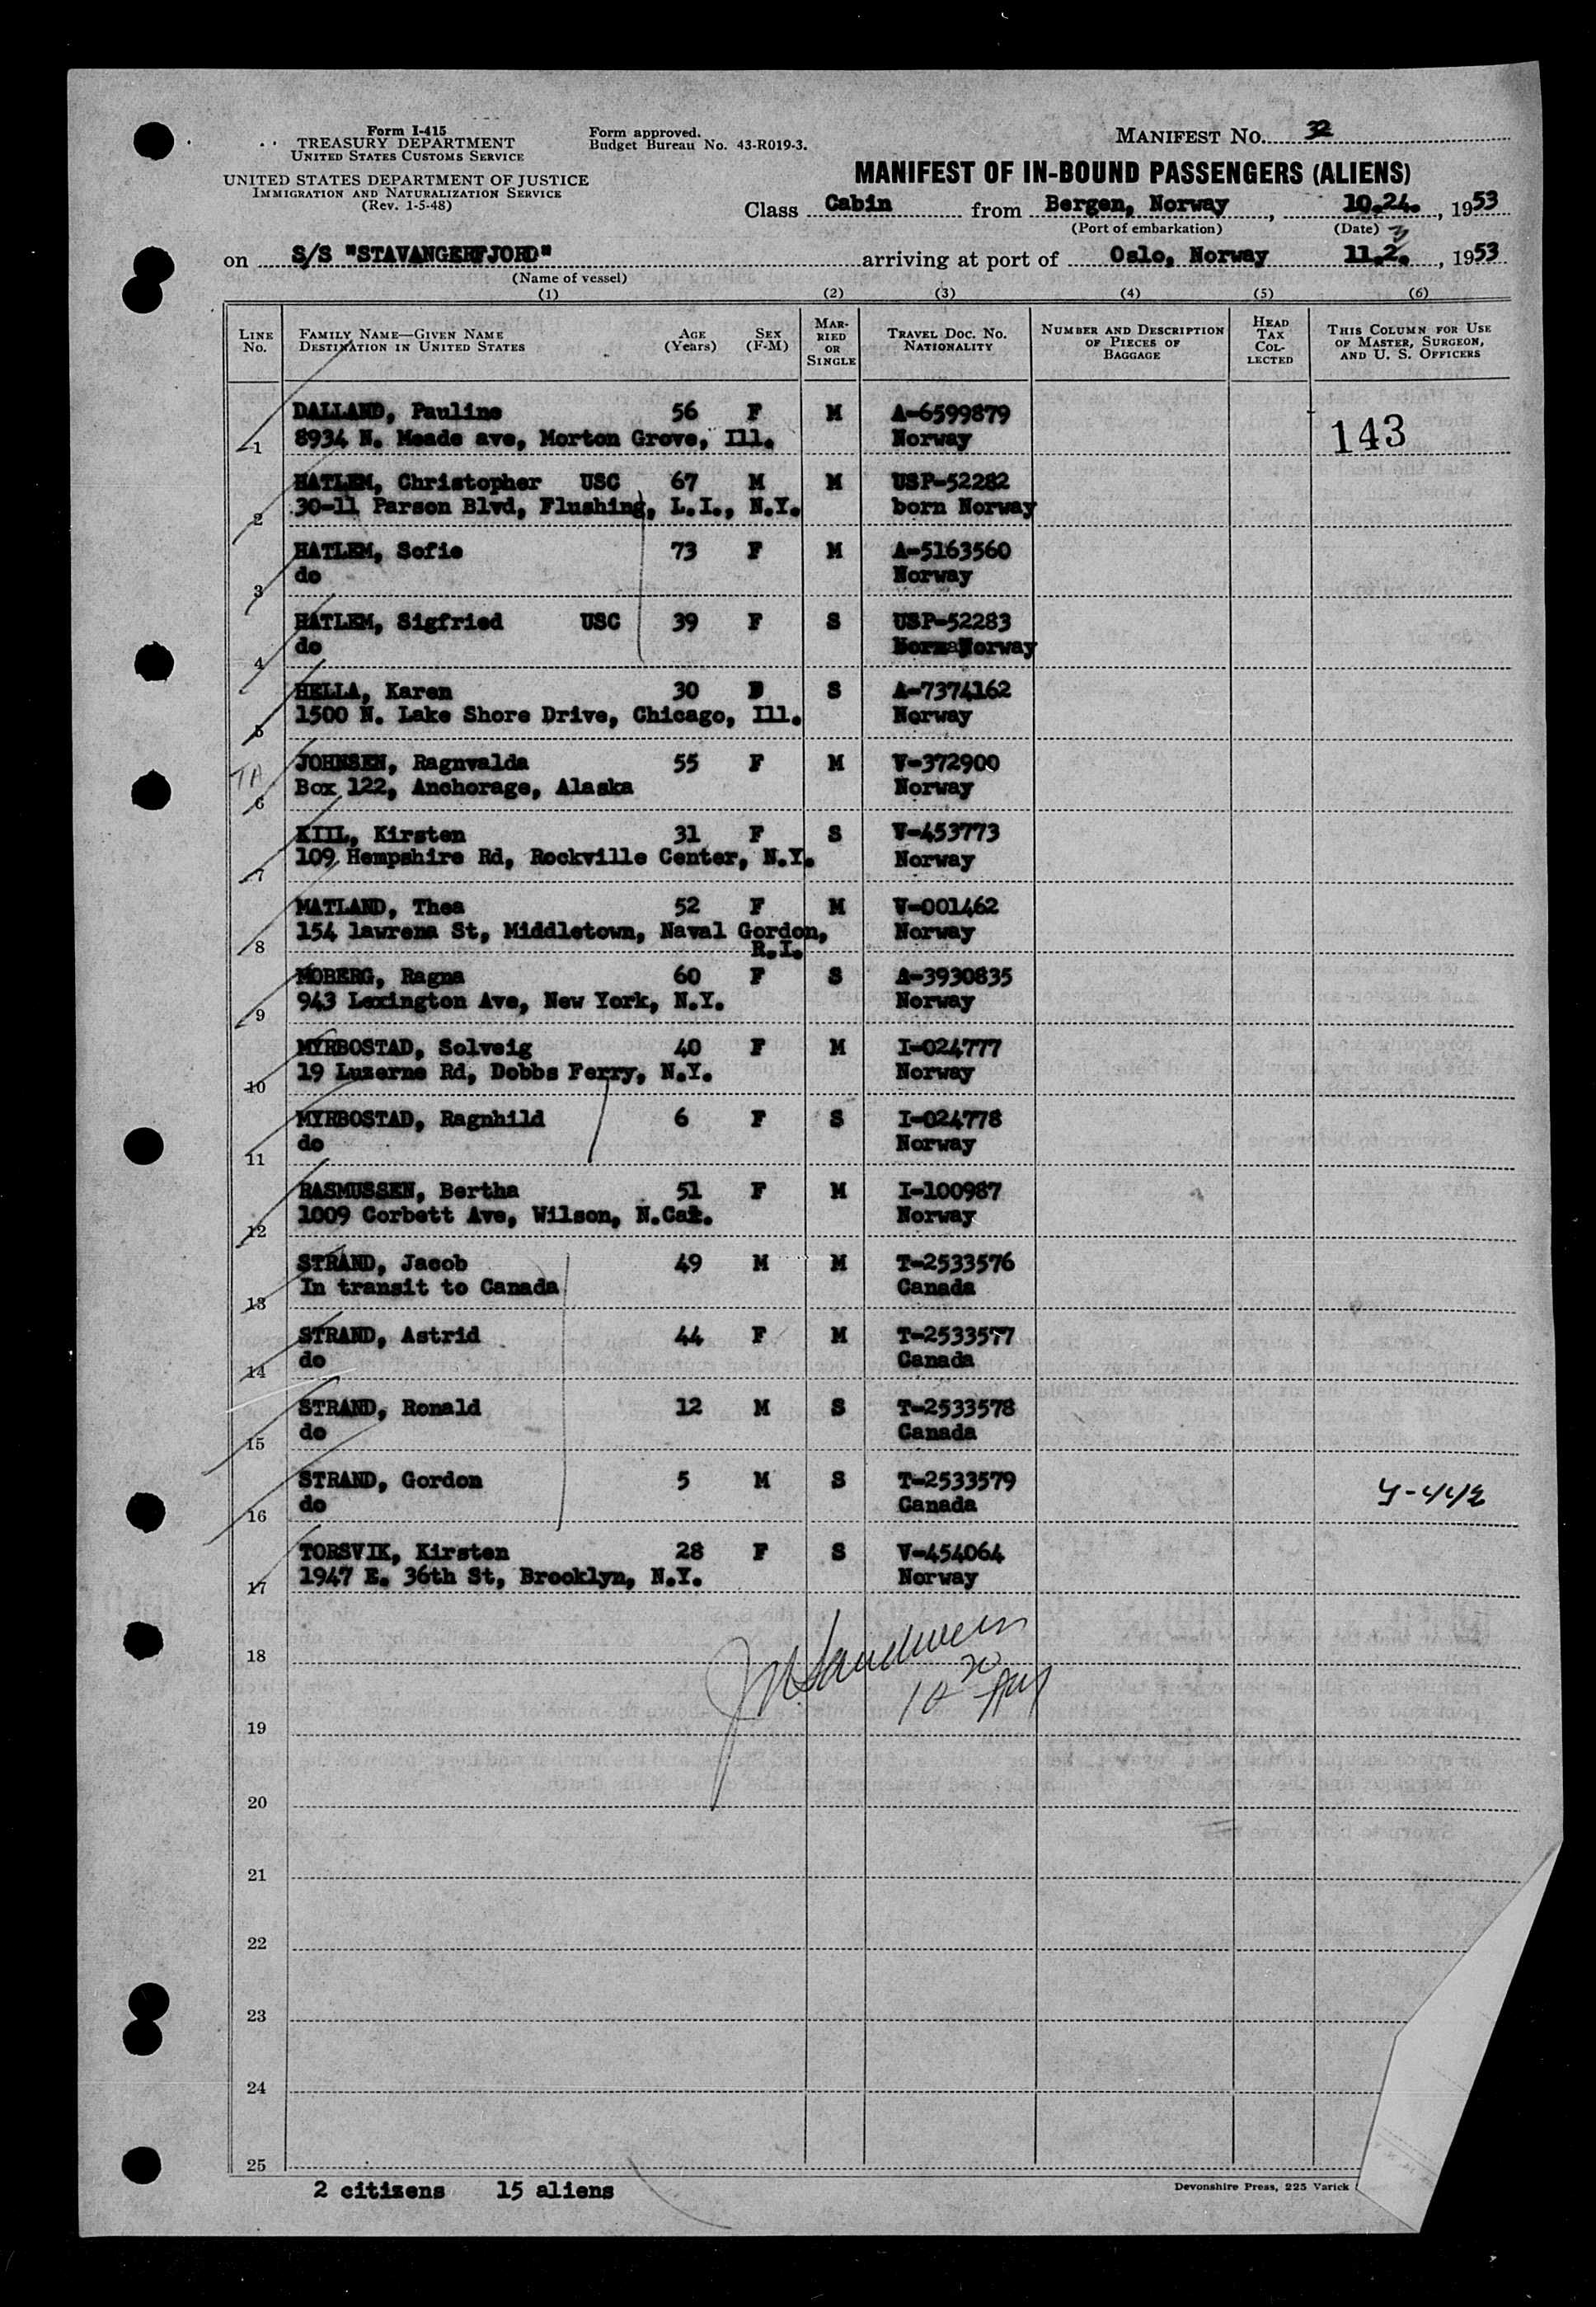 Form I-415
TREASURY DEPARTMENT
UNITED STATES CUSTOMS SERVICE
UNITED STATES DEPARTMENT OF JUSTICE
IMMIGRATION AND NATURALIZATION SERVICE
(Rev. 1-5-48)
Form approved.
Budget Bureau No. 43-R019-3.
MANIFEST No. 32
MANIFEST OF IN-BOUND PASSENGERS (ALIENS)
Class Cabin from Bergen, Norway, 10.24., 1953
(Port of embarkation) (Date)
on S/S "STAVANGERFJORD" arriving at port of Oslo, Norway 11.2. 3, 1953
(Name of vessel)
(1) (2) (3) (4) (5) (6)
LINE No. FAMILY NAME—GIVEN NAME DESTINATION IN UNITED STATES AGE (Years) SEX (F-M) MARRIED OR SINGLE TRAVEL DOC. NO. NATIONALITY NUMBER AND DESCRIPTION OF PIECES OF BAGGAGE HEAD TAX COLLECTED THIS COLUMN FOR USE OF MASTER, SURGEON, AND U. S. OFFICERS
DALLAND, Pauline 56 F M A-6599879
1 8934 N. Meade ave, Morton Grove, Ill. Norway 143
HATLEM, Christopher USC 67 M M USP-52282
2 30-11 Parson Blvd, Flushing, L.I., N.Y. born Norway
HATLEM, Sofie 73 F M A-5163560
3 do Norway
HATLEM, Sigfried USC 39 F S USP-52283
4 do Norway
HELLA, Karen 30 S A-7374162
5 1500 N. Lake Shore Drive, Chicago, Ill. Norway
TA JOHNSEN, Ragnvalda 55 F M V-372900
6 Box 122, Anchorage, Alaska Norway
KIIL, Kirsten 31 F S V-453773
7 109 Hempshire Rd, Rockville Center, N.Y. Norway
MATLAND, Thea 52 F M V-001462
8 154 lawrena St, Middletown, Naval Gordon, Norway
R.I.
MOBERG, Ragna 60 F S A-3930835
9 943 Lexington Ave, New York, N.Y. Norway
MYRBOSTAD, Solveig 40 F M I-024777
10 19 Luzerne Rd, Dobbs Ferry, N.Y. Norway
MYRBOSTAD, Ragnhild 6 F S I-024778
11 do Norway
RASMUSSEN, Bertha 51 F M I-100987
12 1009 Corbett Ave, Wilson, N.Car. Norway
STRAND, Jacob 49 M M T-2533576
13 In transit to Canada Canada
STRAND, Astrid 44 F M T-2533577
14 do Canada
STRAND, Ronald 12 M S T-2533578
15 do Canada
STRAND, Gordon 5 M S T-2533579
16 do Canada
TORSVIK, Kirsten 28 F S V-454064
17 1947 E. 36th St, Brooklyn, N.Y. Norway
18
19
20
21
22
23
24
25
2 citizens 15 aliens
Devonshire Press, 225 Varick